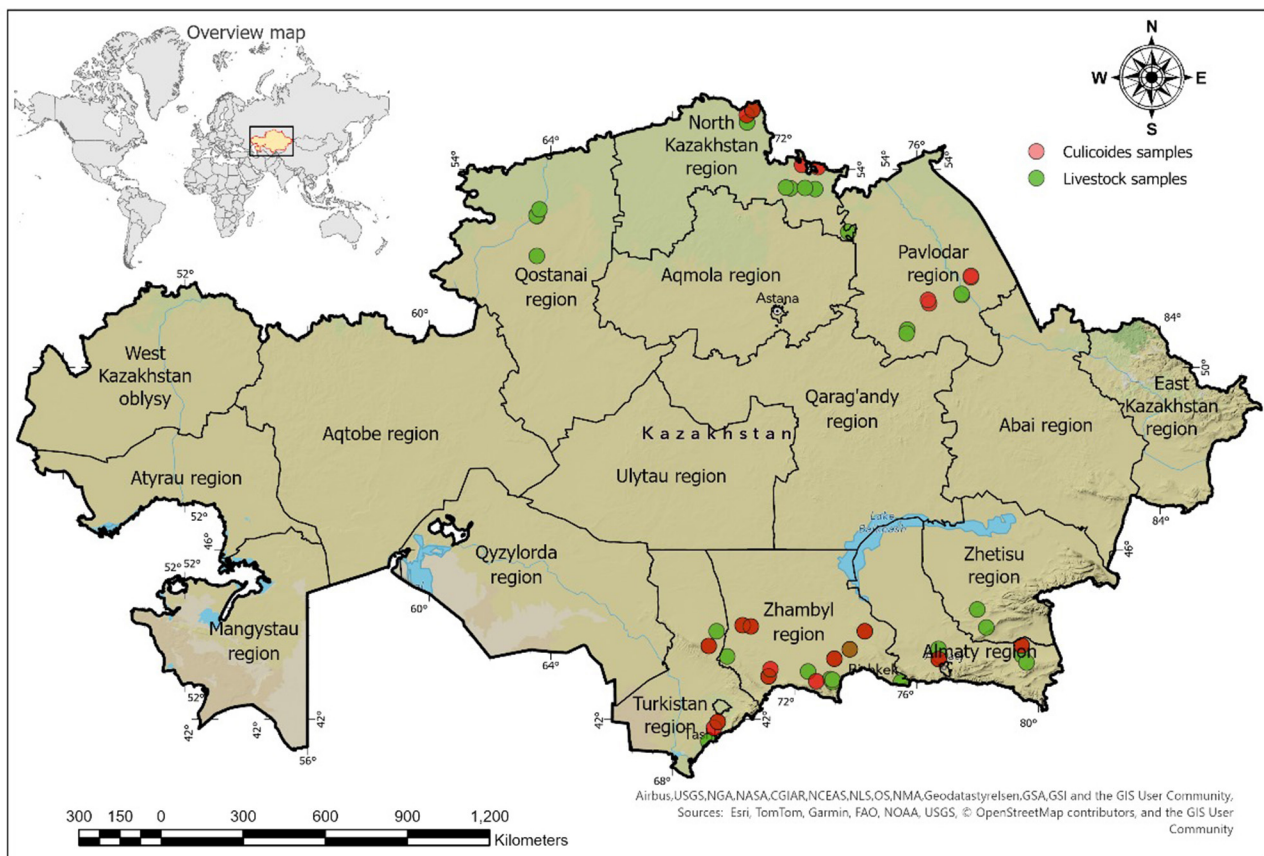 Overview map
N
W E
S
Culicoides samples
Livestock samples
North
Kazakhstan
region
64°
54°
72°
54°
54°
76°
54°
Pavlodar
region
Qostanai
region
Aqmola region
Astana
52°
60°
84°
50°
West
Kazakhstan
oblysy
East
Kazakhstan
region
Qarag'andy
region
Abai region
Aqtobe region
Kazakhstan
Ulytau region
Atyrau region
52°
46°
84°
46°
Lake
Zhetisu
region
Qyzylorda
region
52°
52°
60°
Zhambyl
region
Mangystau
region
Almaty region
Bishkek
64°
72°
76°
80°
52°
42°
42°
42°
42°
56°
Turkistan
region
68°
300 150 0 300 600 900 1,200
Kilometers
Airbus,USGS,NGA,NASA,CGIAR,NCEAS,NLS,OS,NMA,Geodatastyrelsen,GSA,GSI and the GIS User Community,
Sources: Esri, TomTom, Garmin, FAO, NOAA, USGS, © OpenStreetMap contributors, and the GIS User
Community